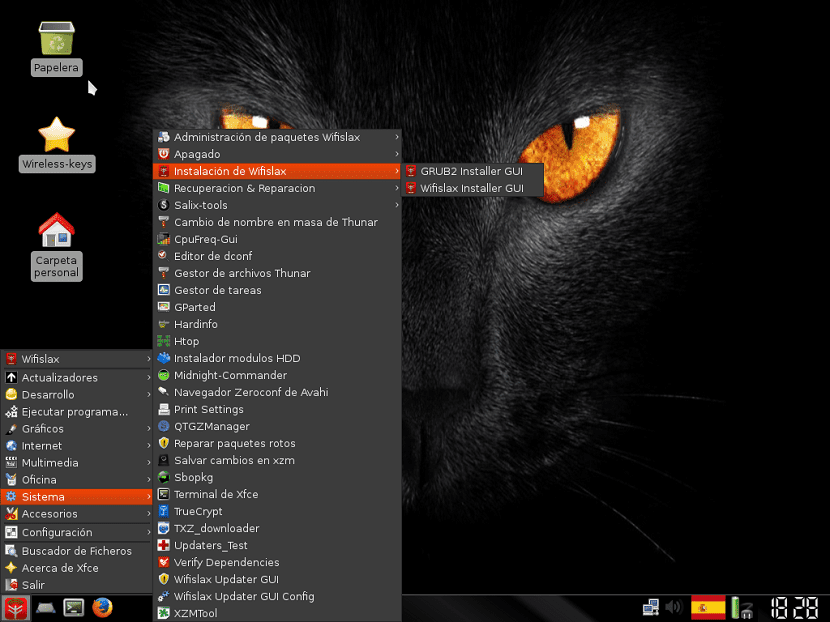 Papelera
Wireless-keys
Carpeta
personal
Wifislax
Actualizadores
Desarrollo
Ejecutar programa...
Gráficos
Internet
Multimedia
Oficina
Sistema
Accesorios
Configuración
Buscador de Ficheros
Acerca de Xfce
Salir
Administración de paquetes Wifislax
Apagado
Instalación de Wifislax
Recuperacion & Reparacion
Salix-tools
Cambio de nombre en masa de Thunar
CpuFreq-Gui
Editor de dconf
Gestor de archivos Thunar
Gestor de tareas
GParted
Hardinfo
Htop
Instalador modulos HDD
Midnight-Commander
Navegador Zeroconf de Avahi
Print Settings
QTGZManager
Reparar paquetes rotos
Salvar cambios en xzm
Sbopkg
Terminal de Xfce
TrueCrypt
TXZ_downloader
Updaters_Test
Verify Dependencies
Wifislax Updater GUI
Wifislax Updater GUI Config
XZMTool
GRUB2 Installer GUI
Wifislax Installer GUI
18 28